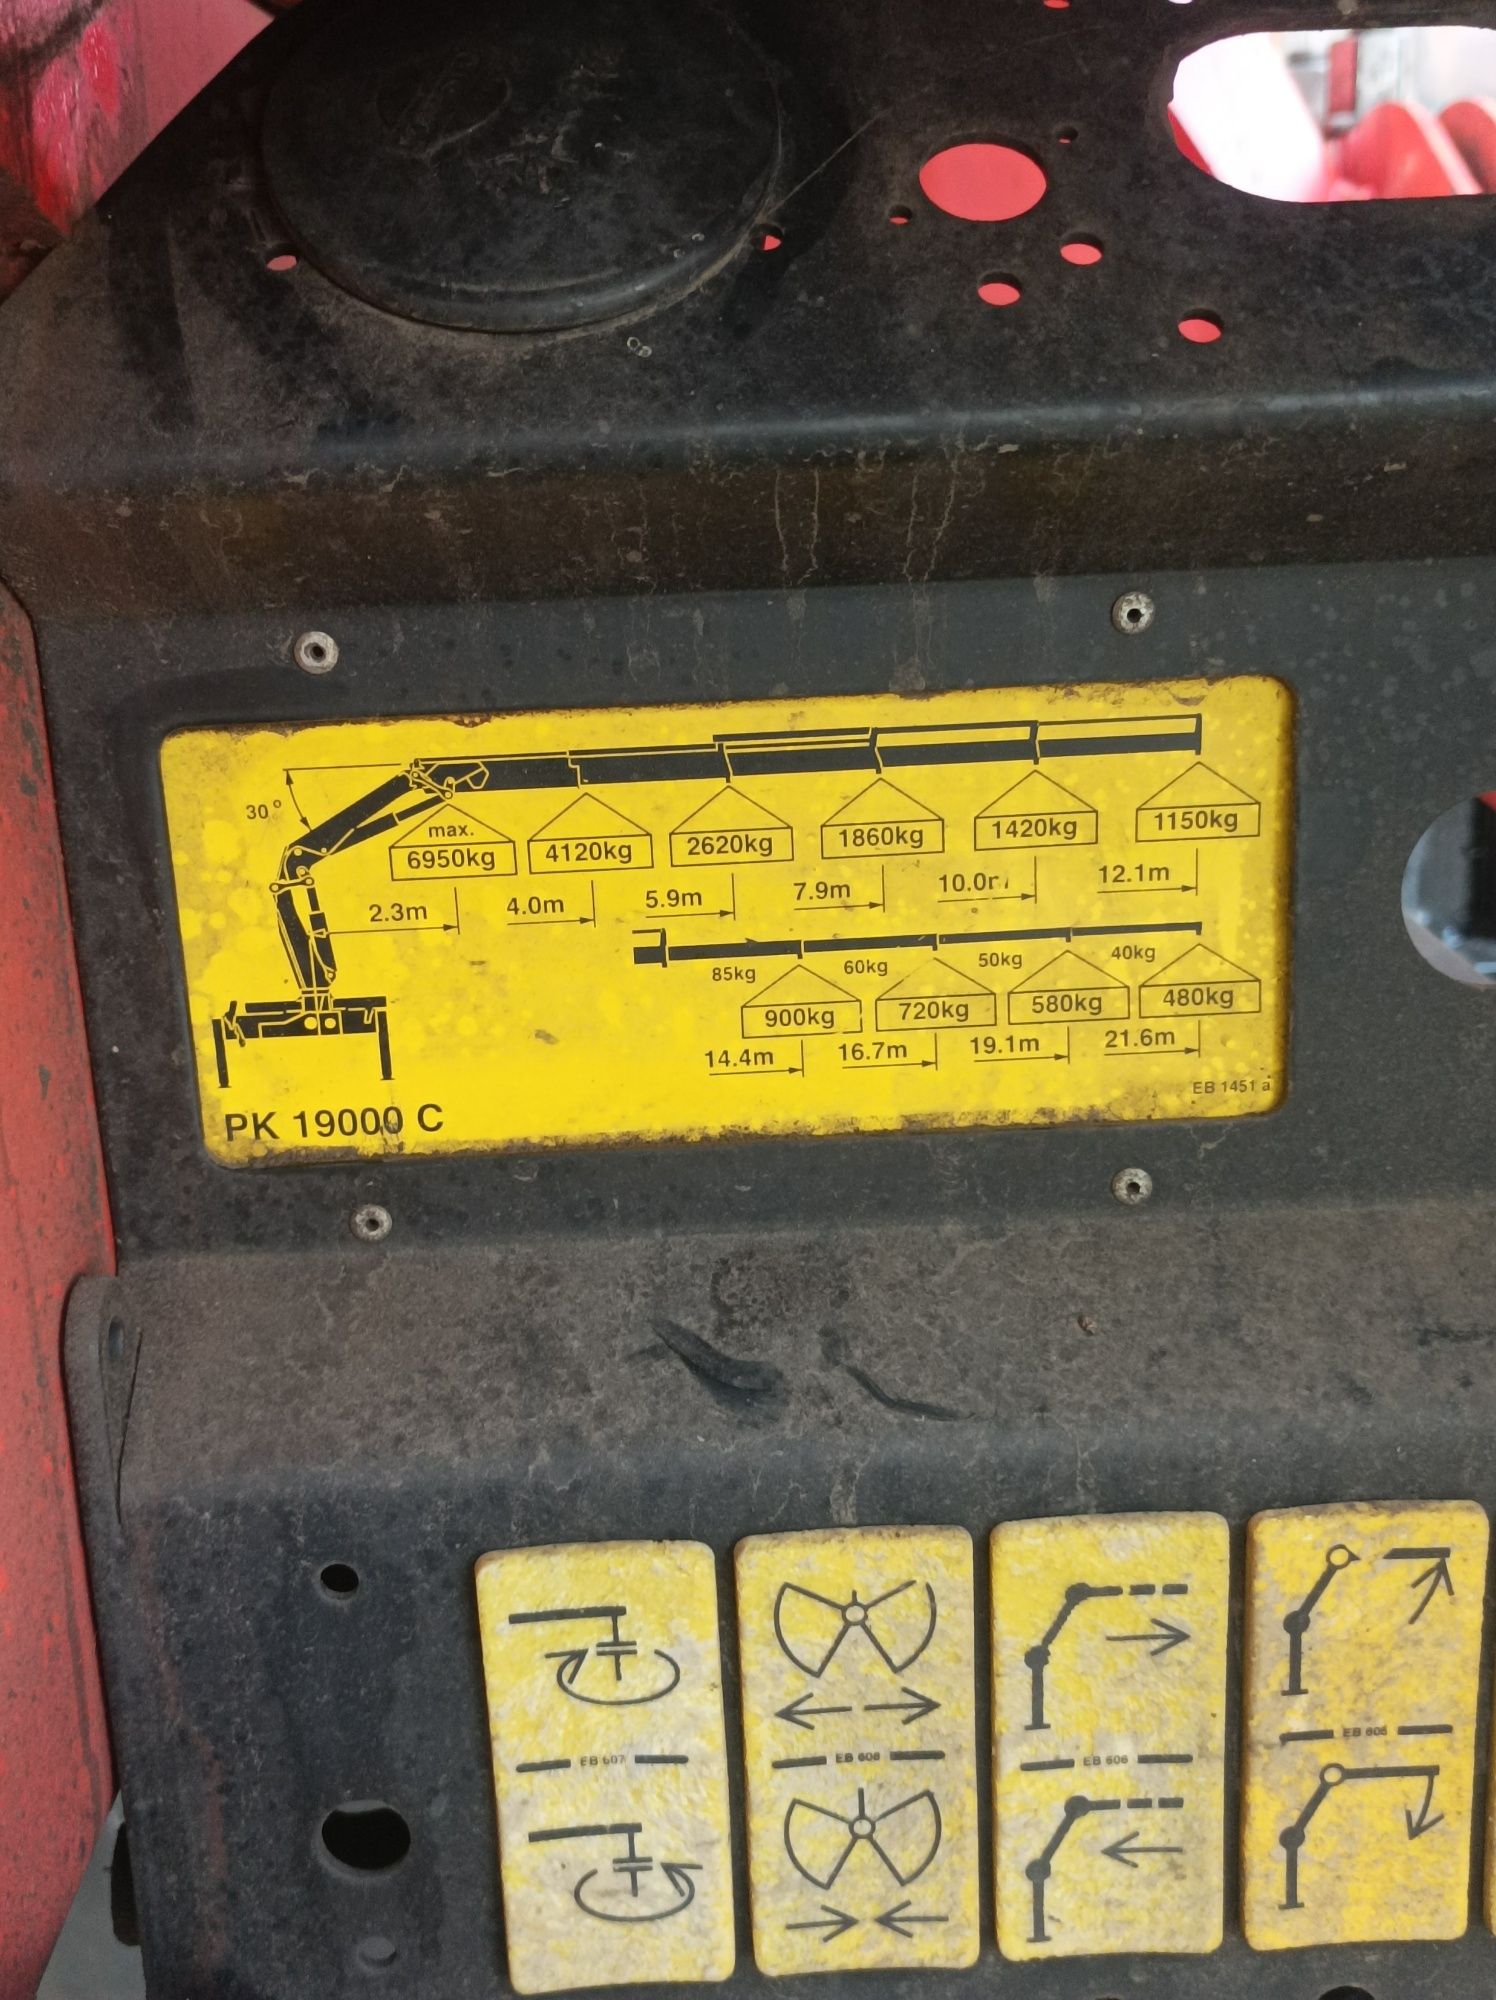 30°
max.
6950kg 4120kg 2620kg 1860kg 1420kg 1150kg
2.3m 4.0m 5.9m 7.9m 10.0m 12.1m
85kg 60kg 50kg 40kg
900kg 720kg 580kg 480kg
14.4m 16.7m 19.1m 21.6m
EB 1451 a
PK 19000 C
EB 607 EB 608 EB 606 EB 605